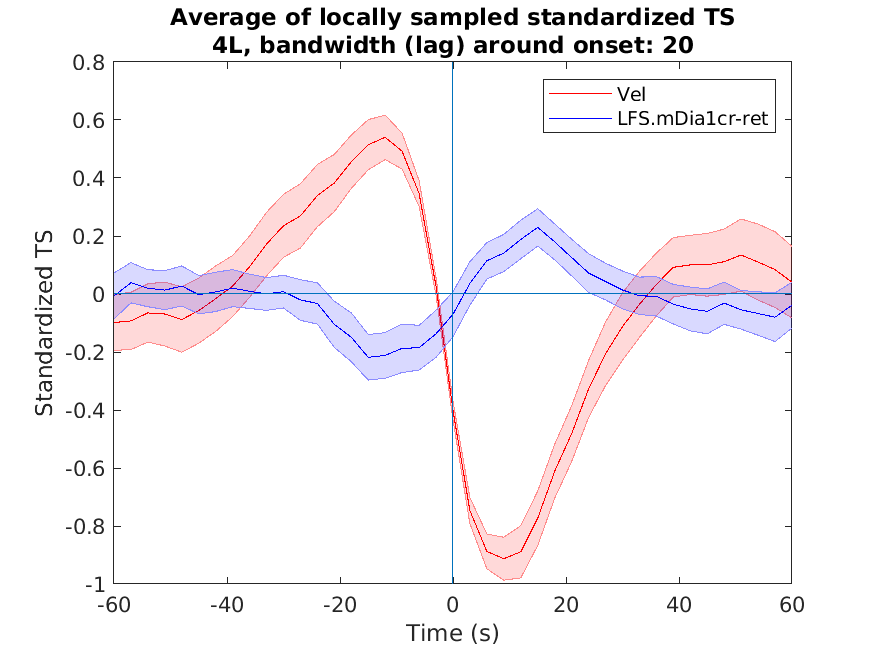 Average of locally sampled standardized TS
4L, bandwidth (lag) around onset: 20
Vel
LFS.mDia1cr-ret
Standardized TS
0.8
0.6
0.4
0.2
0
-0.2
-0.4
-0.6
-0.8
-1
-60
-40
-20
0
20
40
60
Time (s)